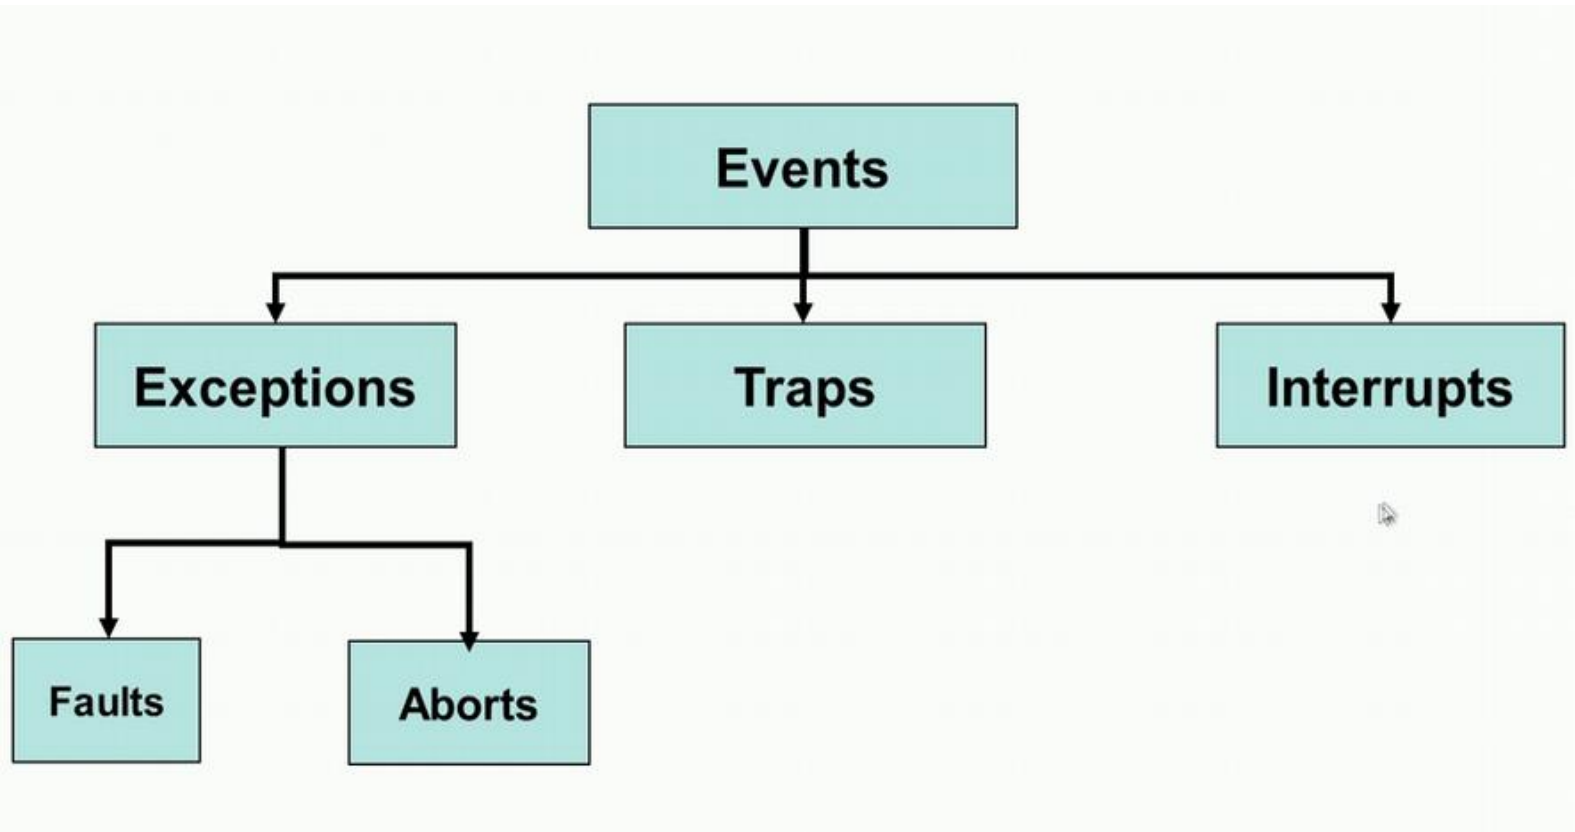 Events
Exceptions
Traps
Interrupts
Faults
Aborts